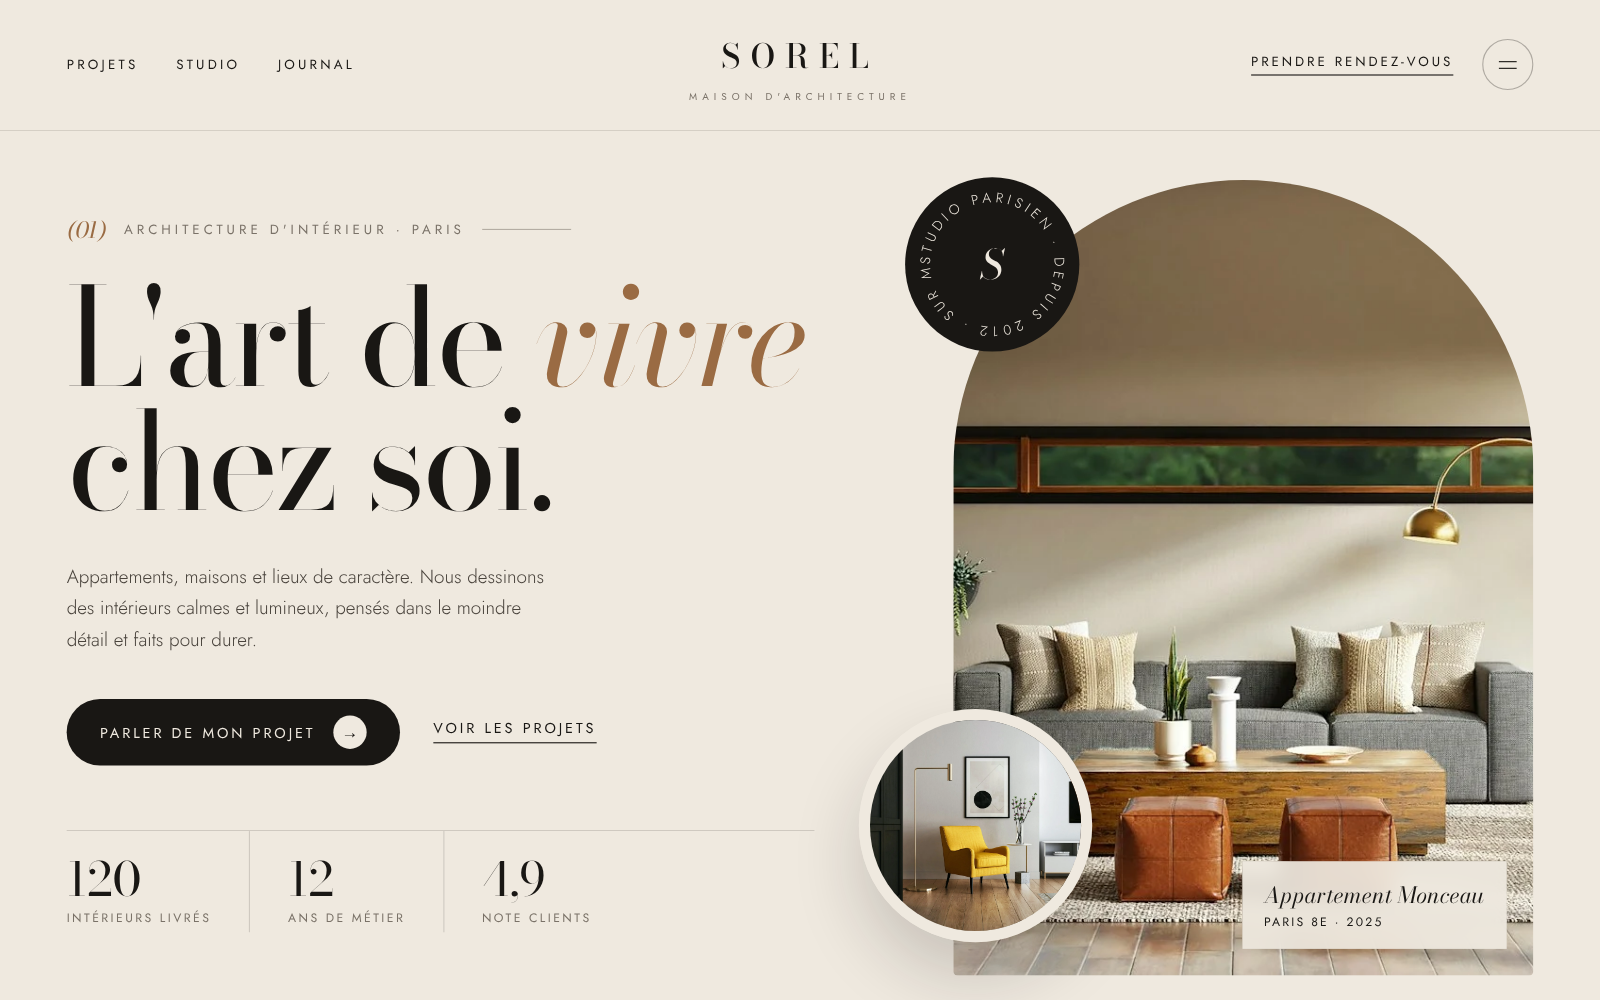 PROJETS
STUDIO
JOURNAL
SOREL
MAISON D'ARCHITECTURE
PRENDRE RENDEZ-VOUS
(01) ARCHITECTURE D'INTÉRIEUR · PARIS
L'art de vivre
chez soi.
Appartements, maisons et lieux de caractère. Nous dessinons
des intérieurs calmes et lumineux, pensés dans le moindre
détail et faits pour durer.
PARLER DE MON PROJET →
VOIR LES PROJETS
120
INTÉRIEURS LIVRÉS
12
ANS DE MÉTIER
4,9
NOTE CLIENTS
STUDIO PARISIEN · DEPUIS 2012 · SUR M
S
Appartement Monceau
PARIS 8E · 2025